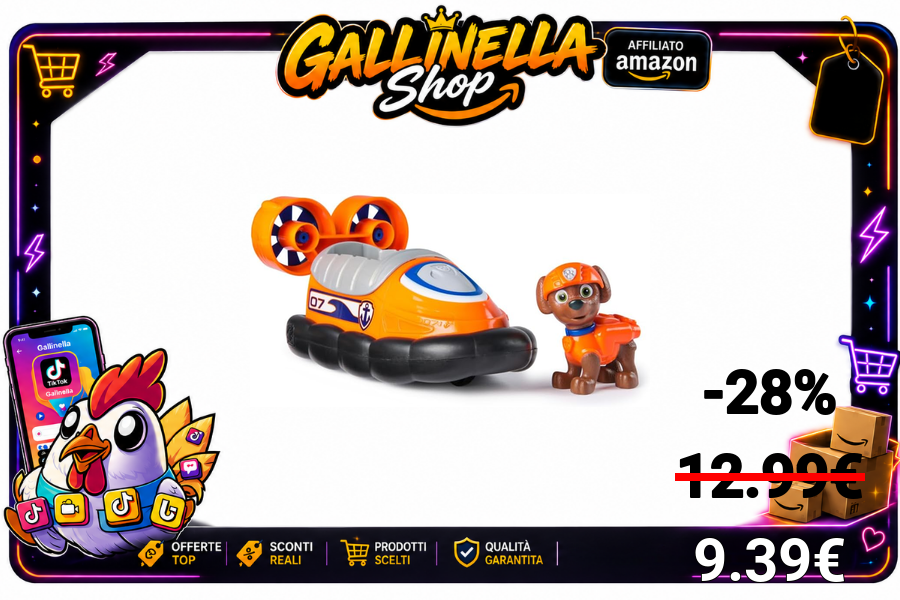 GALLINELLA
Shop
AFFILIATO
amazon
07
Gallinella
TikTok
Gallinella
-28%
12.99€
9.39€
OFFERTE
TOP
SCONTI
REALI
PRODOTTI
SCELTI
QUALITÀ
GARANTITA